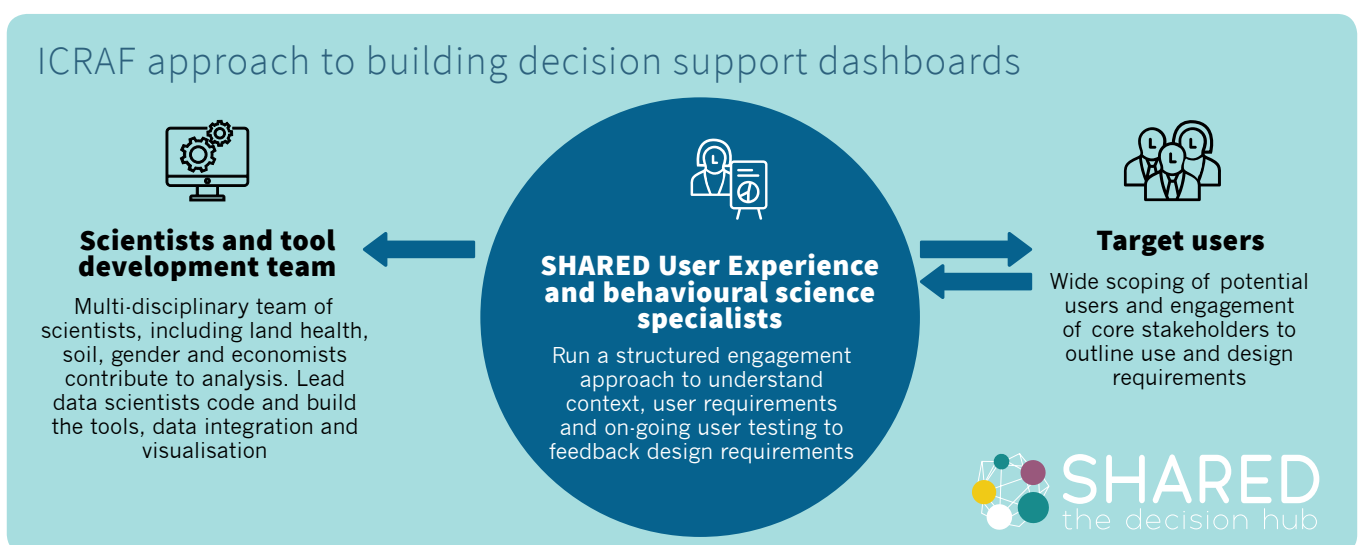 ICRAF approach to building decision support dashboards
Scientists and tool
development team
Multi-disciplinary team of
scientists, including land health,
soil, gender and economists
contribute to analysis. Lead
data scientists code and build
the tools, data integration and
visualisation
SHARED User Experience
and behavioural science
specialists
Run a structured engagement
approach to understand
context, user requirements
and on-going user testing to
feedback design requirements
Target users
Wide scoping of potential
users and engagement
of core stakeholders to
outline use and design
requirements
SHARED
the decision hub